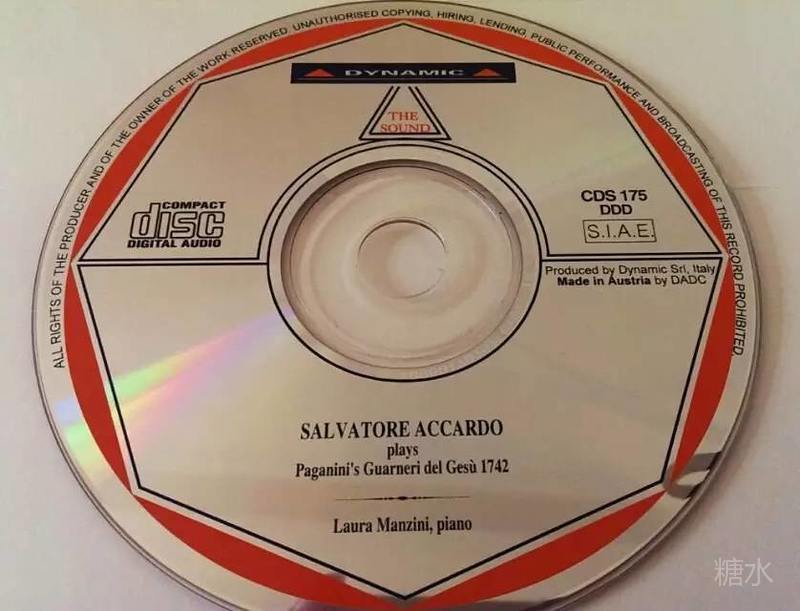 ALL RIGHTS OF THE PRODUCER AND OF THE OWNER OF THE WORK RESERVED. UNAUTHORISED COPYING, HIRING, LENDING, PUBLIC PERFORMANCE AND BROADCASTING OF THIS RECORD PROHIBITED.
DYNAMIC
THE
SOUND
COMPACT
disc
DIGITAL AUDIO
CDS 175
DDD
S.I.A.E.
Produced by Dynamic Srl, Italy
Made in Austria by DADC
SALVATORE ACCARDO
plays
Paganini's Guarneri del Gesù 1742
Laura Manzini, piano
糖水